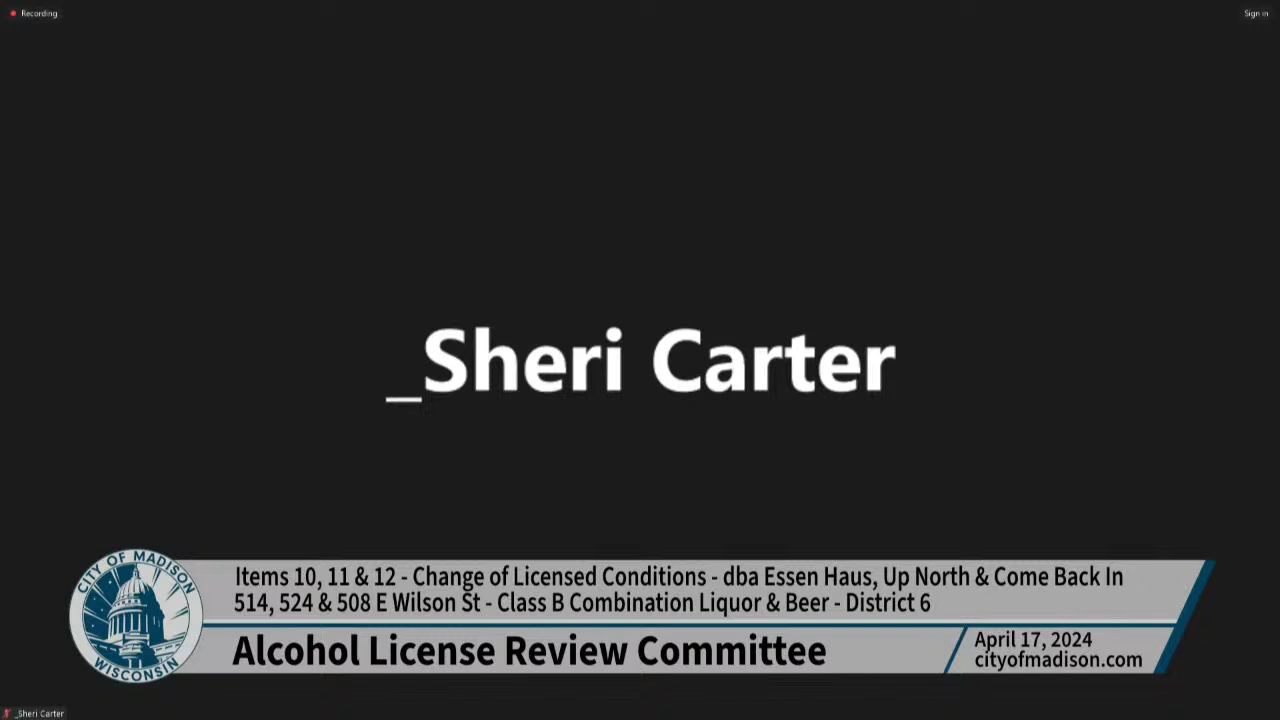 Recording
Sign in
_Sheri Carter
CITY OF MADISON
WISCONSIN
Items 10, 11 & 12 - Change of Licensed Conditions - dba Essen Haus, Up North & Come Back In
514, 524 & 508 E Wilson St - Class B Combination Liquor & Beer - District 6
Alcohol License Review Committee
April 17, 2024
cityofmadison.com
_Sheri Carter